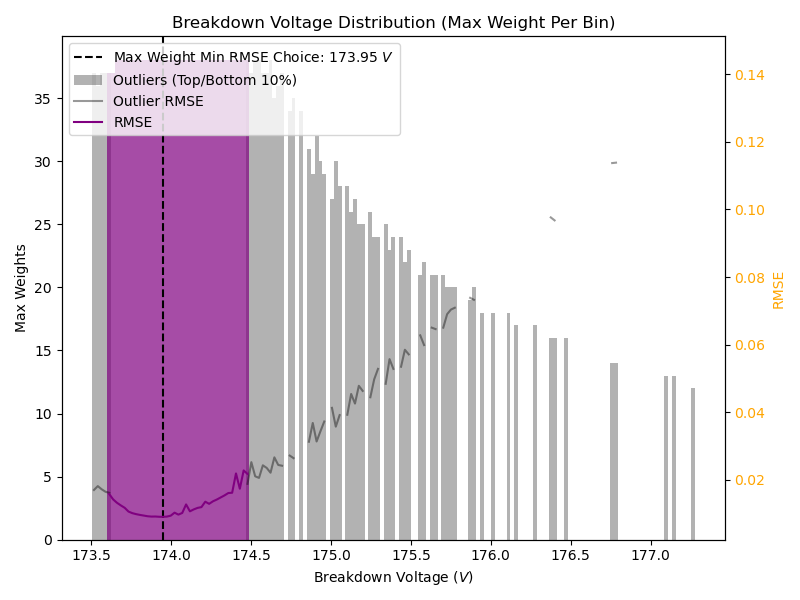 Breakdown Voltage Distribution (Max Weight Per Bin)
Max Weight Min RMSE Choice: 173.95 V
Outliers (Top/Bottom 10%)
Outlier RMSE
RMSE
Max Weights
0
5
10
15
20
25
30
35
RMSE
0.02
0.04
0.06
0.08
0.10
0.12
0.14
173.5
174.0
174.5
175.0
175.5
176.0
176.5
177.0
Breakdown Voltage (V)